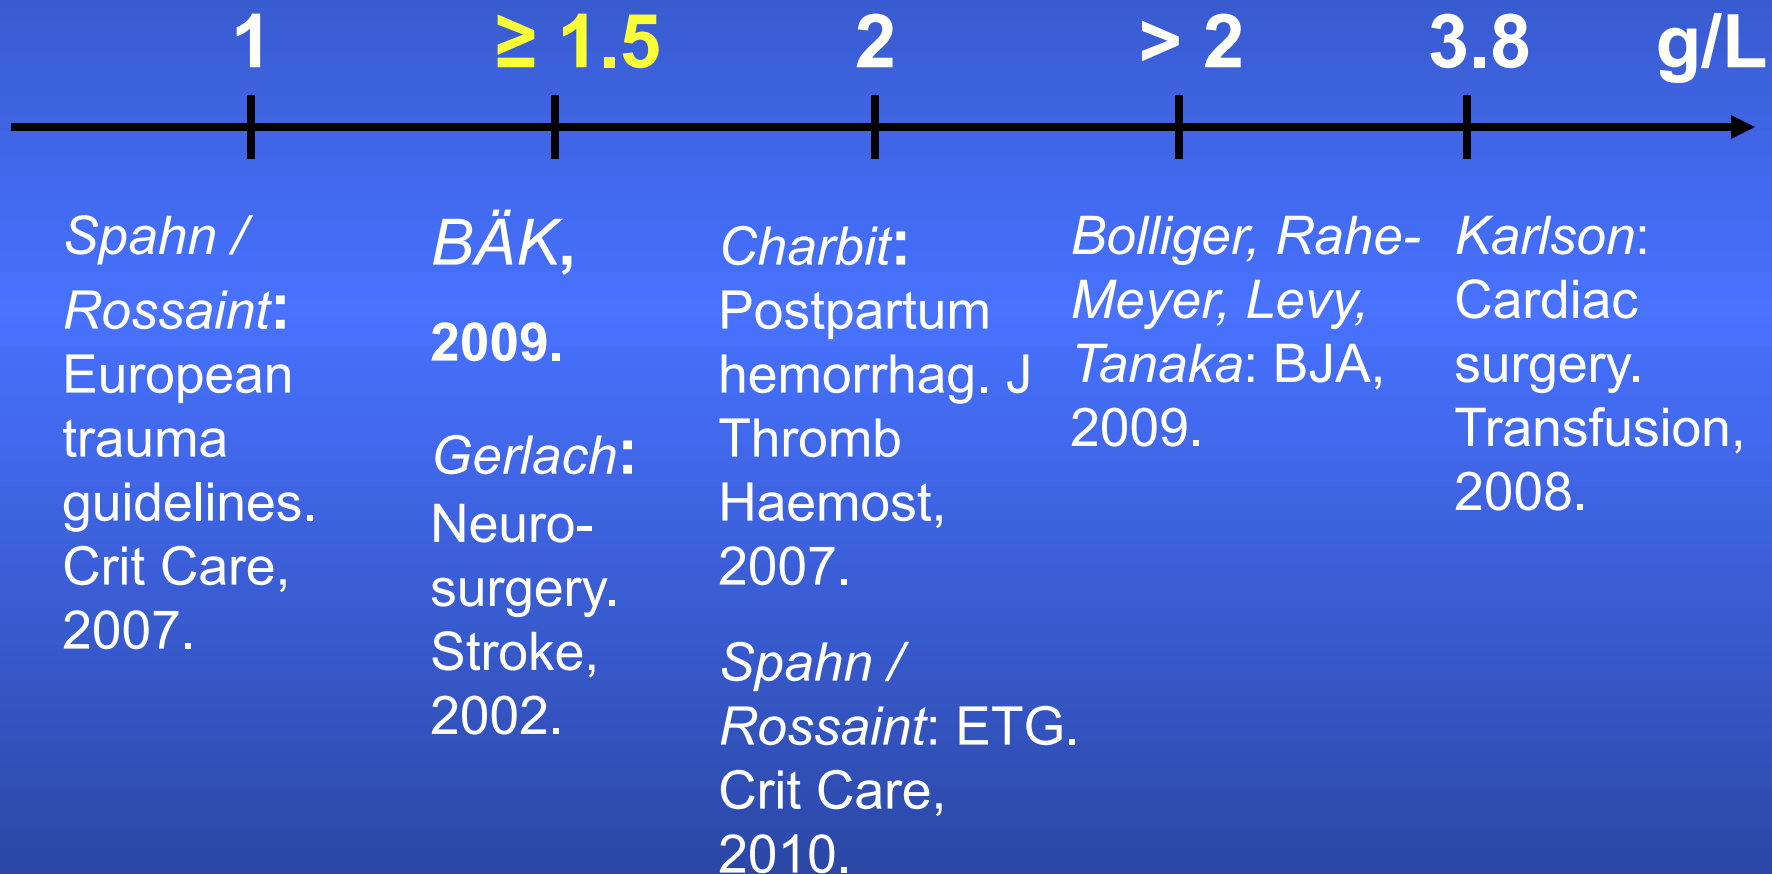 1 ≥ 1.5 2 > 2 3.8 g/L
Spahn /
Rossaint:
European
trauma
guidelines.
Crit Care,
2007.
BÄK,
2009.
Gerlach:
Neuro-
surgery.
Stroke,
2002.
Charbit:
Postpartum
hemorrhag. J
Thromb
Haemost,
2007.
Spahn /
Rossaint: ETG.
Crit Care,
2010.
Bolliger, Rahe-
Meyer, Levy,
Tanaka: BJA,
2009.
Karlson:
Cardiac
surgery.
Transfusion,
2008.